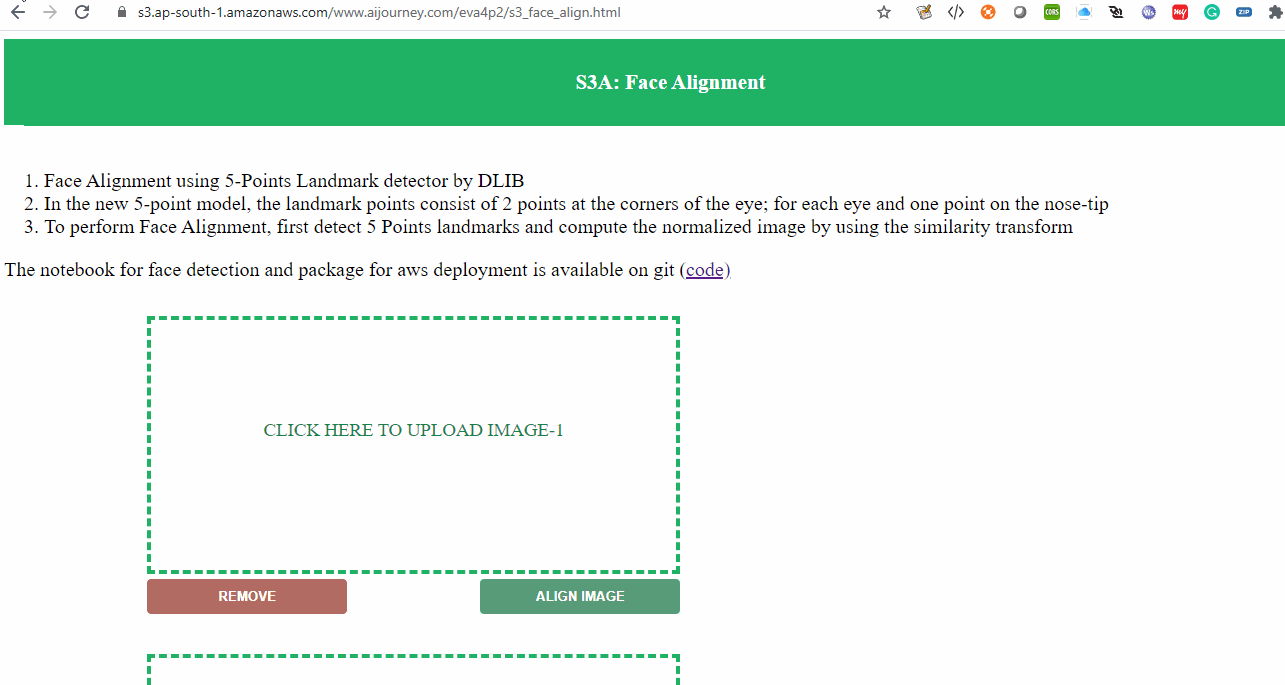 s3.ap-south-1.amazonaws.com/www.aijourney.com/eva4p2/s3_face_align.html
CORS
Ws
my
G
ZIP
S3A: Face Alignment
1. Face Alignment using 5-Points Landmark detector by DLIB
2. In the new 5-point model, the landmark points consist of 2 points at the corners of the eye; for each eye and one point on the nose-tip
3. To perform Face Alignment, first detect 5 Points landmarks and compute the normalized image by using the similarity transform
The notebook for face detection and package for aws deployment is available on git (code)
CLICK HERE TO UPLOAD IMAGE-1
REMOVE
ALIGN IMAGE